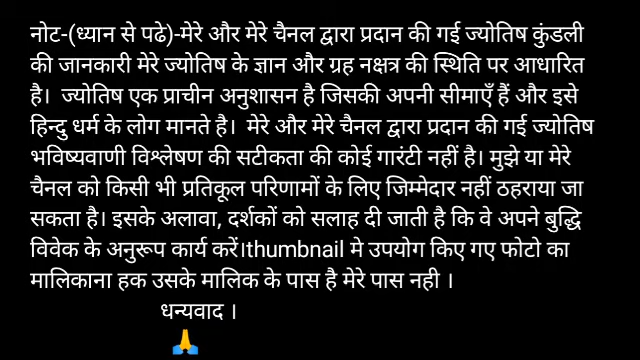 नोट-(ध्यान से पढे)-मेरे और मेरे चैनल द्वारा प्रदान की गई ज्योतिष कुंडली
की जानकारी मेरे ज्योतिष के ज्ञान और ग्रह नक्षत्र की स्थिति पर आधारित
है।  ज्योतिष एक प्राचीन अनुशासन है जिसकी अपनी सीमाएँ हैं और इसे
हिन्दु धर्म के लोग मानते है।  मेरे और मेरे चैनल द्वारा प्रदान की गई ज्योतिष
भविष्यवाणी विश्लेषण की सटीकता की कोई गारंटी नहीं है। मुझे या मेरे
चैनल को किसी भी प्रतिकूल परिणामों के लिए जिम्मेदार नहीं ठहराया जा
सकता है। इसके अलावा, दर्शकों को सलाह दी जाती है कि वे अपने बुद्धि
विवेक के अनुरूप कार्य करें।thumbnail मे उपयोग किए गए फोटो का
मालिकाना हक उसके मालिक के पास है मेरे पास नही ।
धन्यवाद ।
🙏